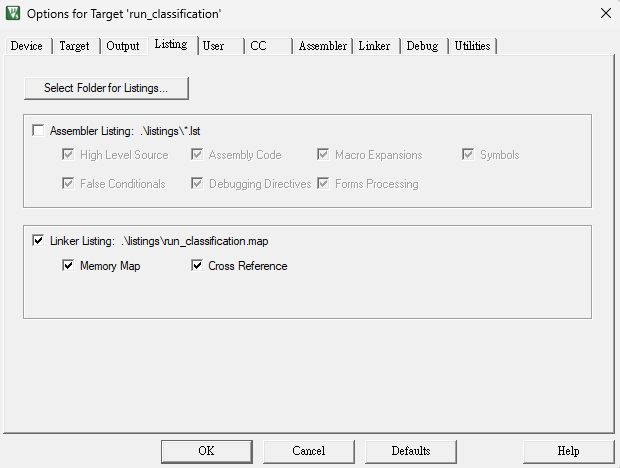 Options for Target 'run_classification'
Device Target Output Listing User CC Assembler Linker Debug Utilities
Select Folder for Listings...
Assembler Listing: .\listings\*.lst
High Level Source Assembly Code Macro Expansions Symbols
False Conditionals Debugging Directives Forms Processing
Linker Listing: .\listings\run_classification.map
Memory Map Cross Reference
OK Cancel Defaults Help